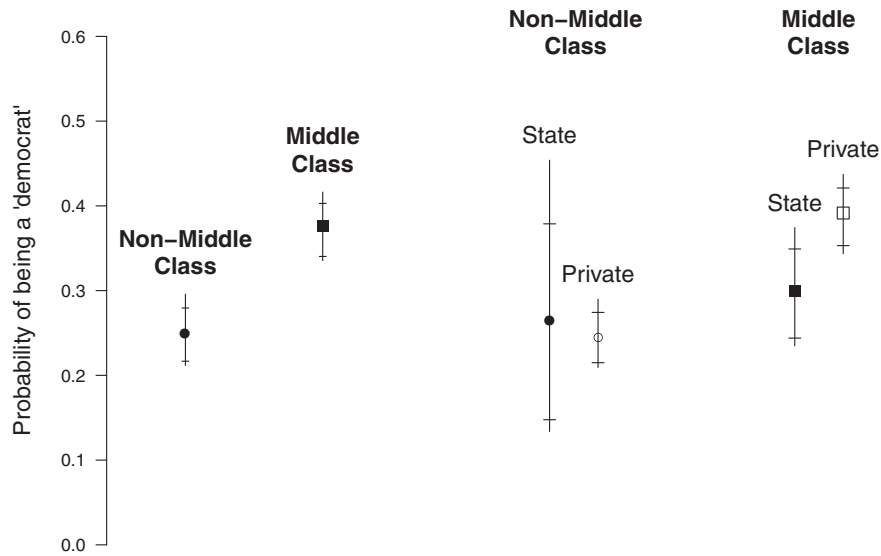 Non−Middle
Class
Middle
Class
0.6
0.5
0.4
0.3
0.2
0.1
0.0
Probability of being a 'democrat'
Middle
Class
Non−Middle
Class
State
Private
Private
State